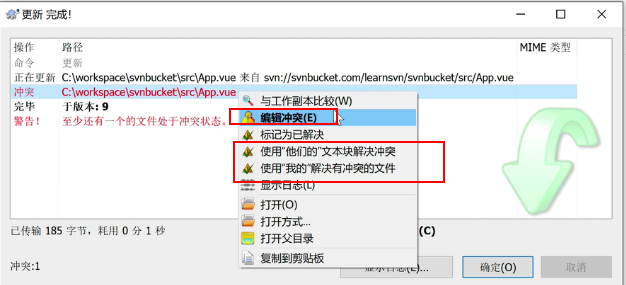 更新 完成!
操作 路径 MIME 类型
命令 更新
正在更新 C:\workspace\svnbucket\src\App.vue 来自 svn://svnbucket.com/learnsvn/svnbucket/src/App.vue
冲突 C:\workspace\svnbucket\src\App.vue
完毕 于版本: 9
警告! 至少还有一个的文件处于冲突状态。
与工作副本比较(W)
编辑冲突(E)
标记为已解决
使用"他们的"文本块解决冲突
使用"我的"解决有冲突的文件
显示日志(L)
打开(O)
打开方式...
打开父目录
复制到剪贴板
已传输 185 字节，耗用 0 分 1 秒
(C)
冲突:1
显示日志(L)... 确定(O) 取消